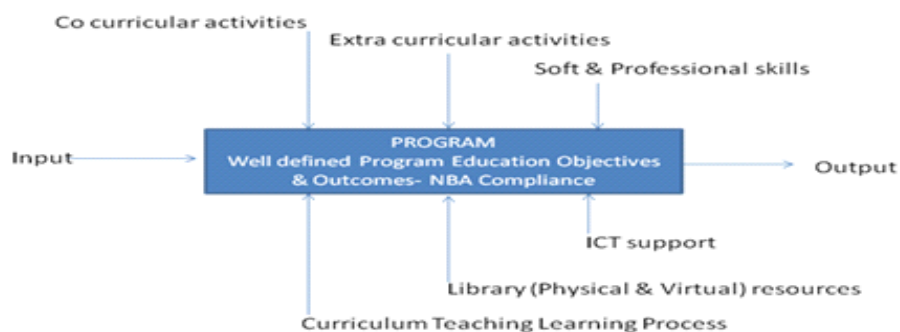 Co curricular activities
Extra curricular activities
Soft & Professional skills
PROGRAM
Well defined Program Education Objectives
& Outcomes- NBA Compliance
Input
Output
ICT support
Library (Physical & Virtual) resources
Curriculum Teaching Learning Process